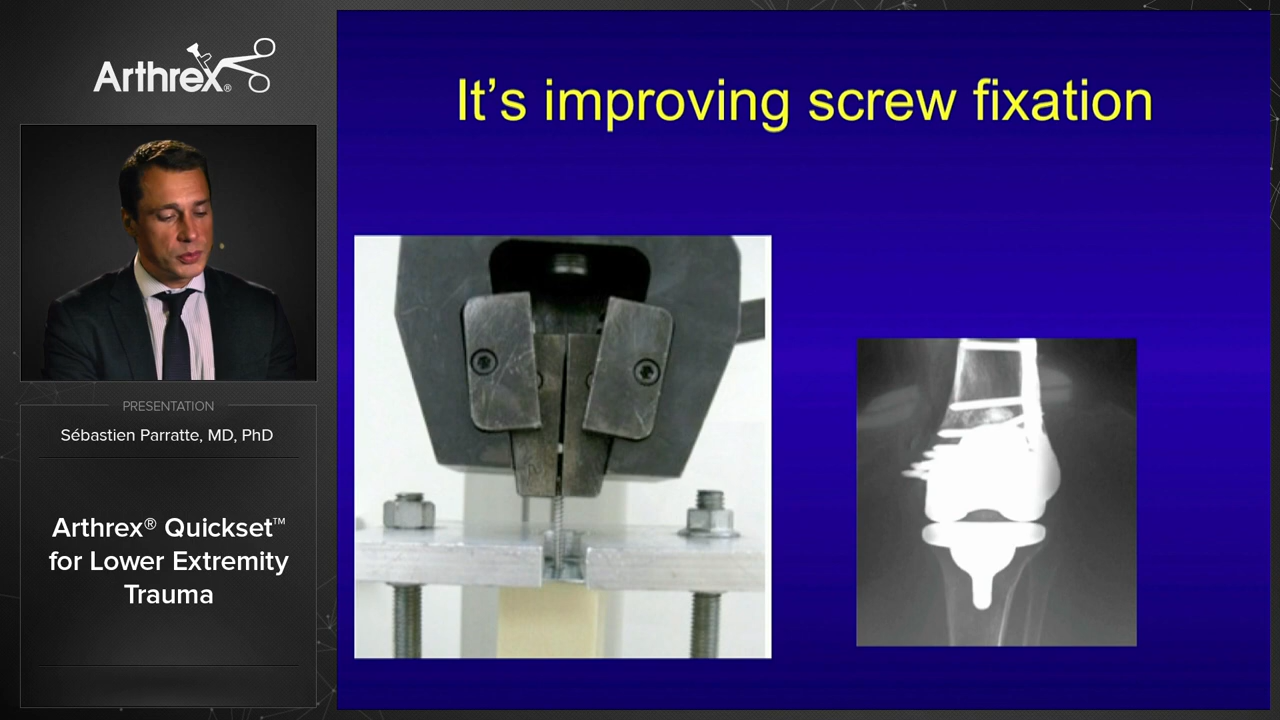 Arthrex®
It's improving screw fixation
PRESENTATION
Sébastien Parratte, MD, PhD
Arthrex® Quickset™
for Lower Extremity
Trauma